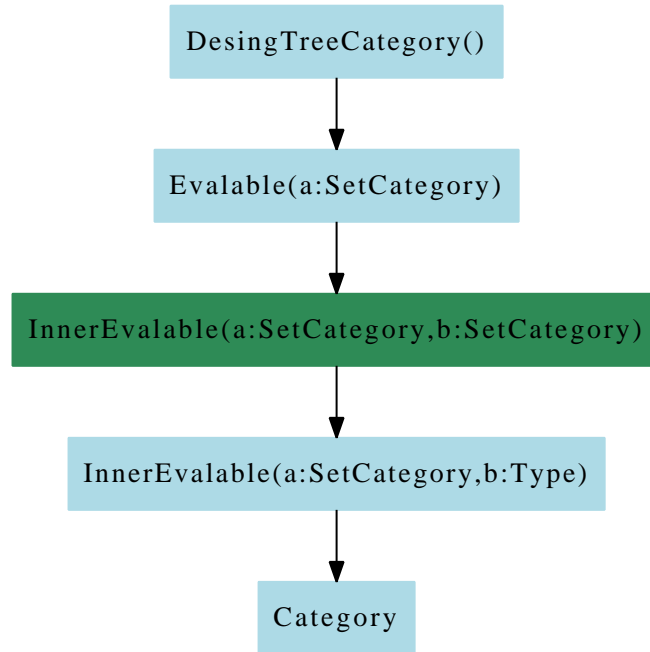 DesingTreeCategory()
Evalable(a:SetCategory)
InnerEvalable(a:SetCategory,b:SetCategory)
InnerEvalable(a:SetCategory,b:Type)
Category